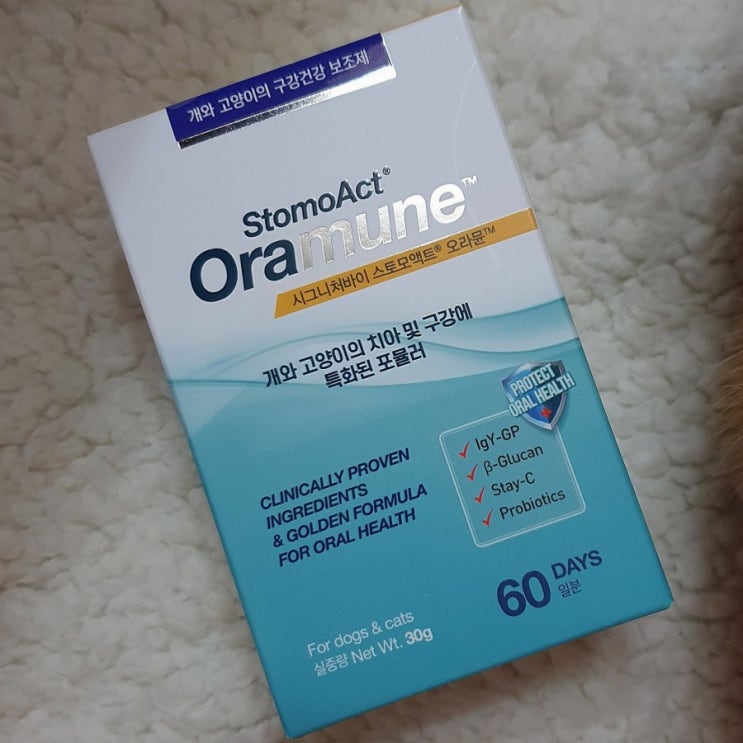 개와 고양이의 구강건강 보조제
StomoAct®
Oramune™
시그니처바이 스토모액트® 오라뮨™
개와 고양이의 치아 및 구강에
특화된 포뮬러
PROTECT
ORAL HEALTH
✓ IgY-GP
✓ β-Glucan
✓ Stay-C
✓ Probiotics
CLINICALLY PROVEN
INGREDIENTS
& GOLDEN FORMULA
FOR ORAL HEALTH
60 DAYS
일분
For dogs & cats
실중량 Net Wt. 30g